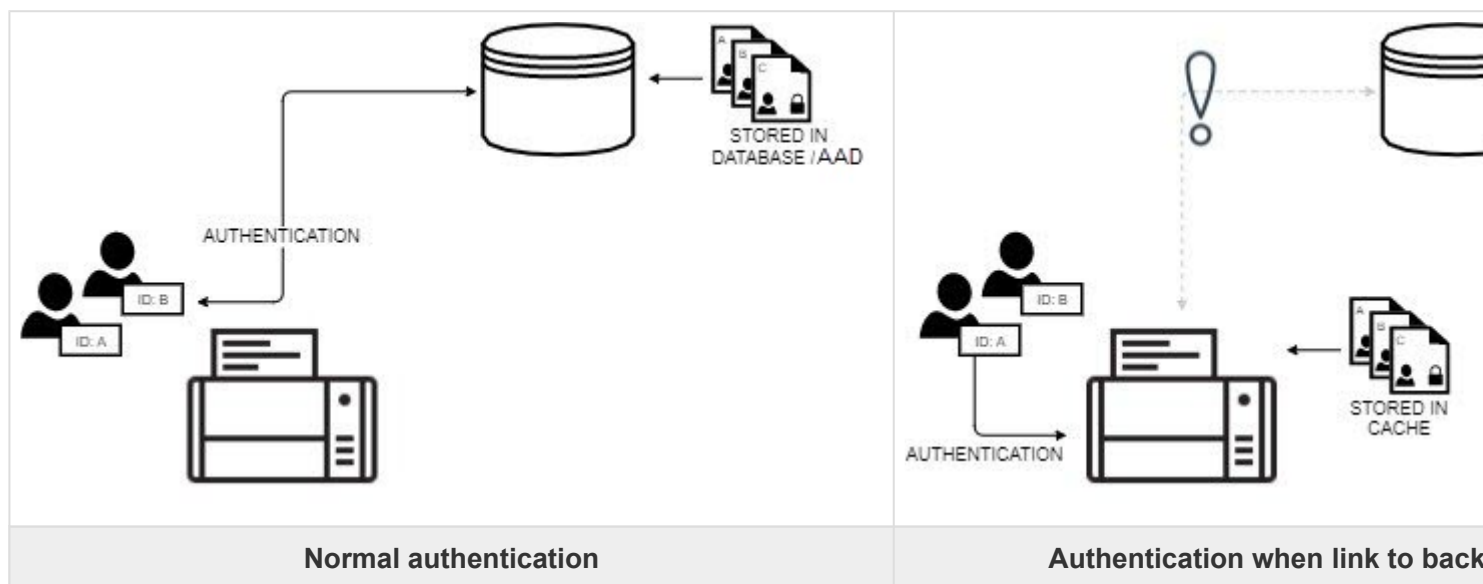 A
B
C
STORED IN
DATABASE / AAD
AUTHENTICATION
ID: B
ID: A
Normal authentication
ID: B
ID: A
A
B
C
STORED IN
CACHE
AUTHENTICATION
Authentication when link to back